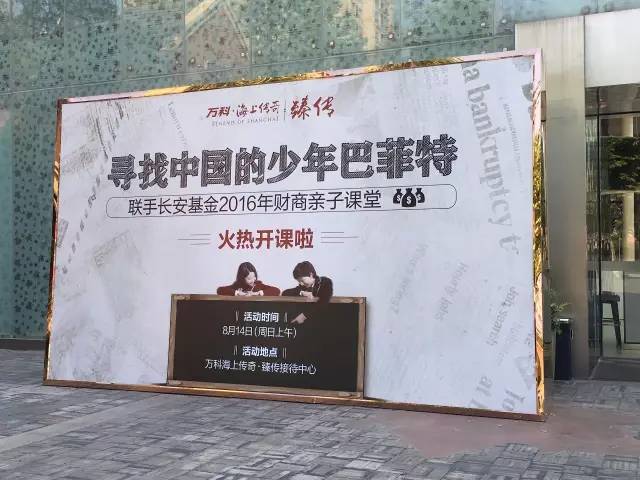 万科·海上传奇 臻传
LEGEND OF SHANGHAI
寻找中国的少年巴菲特
联手长安基金2016年财商亲子课堂
火热开课啦
活动时间
8月14日(周日上午)
活动地点
万科海上传奇·臻传接待中心
a bankruptcy
Job search